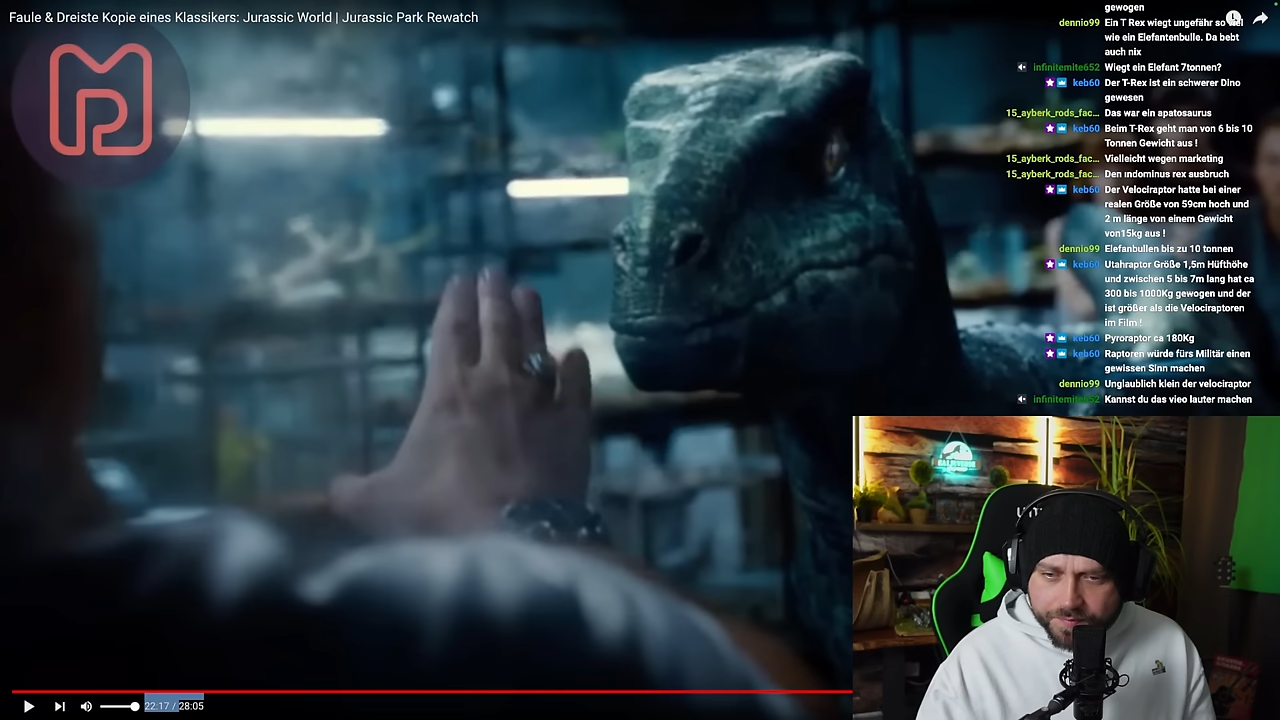 Faule & Dreiste Kopie eines Klassikers: Jurassic World | Jurassic Park Rewatch
gewogen
dennio99 Ein T Rex wiegt ungefähr so viel
wie ein Elefantenbulle. Da bebt
auch nix
infinitemite652 Wiegt ein Elefant 7tonnen?
keb60 Der T-Rex ist ein schwerer Dino
gewesen
15_ayberk_rods_fac... Das war ein apatosaurus
keb60 Beim T-Rex geht man von 6 bis 10
Tonnen Gewicht aus !
15_ayberk_rods_fac... Vielleicht wegen marketing
15_ayberk_rods_fac... Den indominus rex ausbruch
keb60 Der Velociraptor hatte bei einer
realen Größe von 59cm hoch und
2 m länge von einem Gewicht
von15kg aus !
dennio99 Elefanbullen bis zu 10 tonnen
keb60 Utahraptor Größe 1,5m Hüfthöhe
und zwischen 5 bis 7m lang hat ca
300 bis 1000Kg gewogen und der
ist größer als die Velociraptoren
im Film !
keb60 Pyroraptor ca 180Kg
keb60 Raptoren würde fürs Militär einen
gewissen Sinn machen
dennio99 Unglaublich klein der velociraptor
infinitemite652 Kannst du das vieo lauter machen
22:17 / 28:05